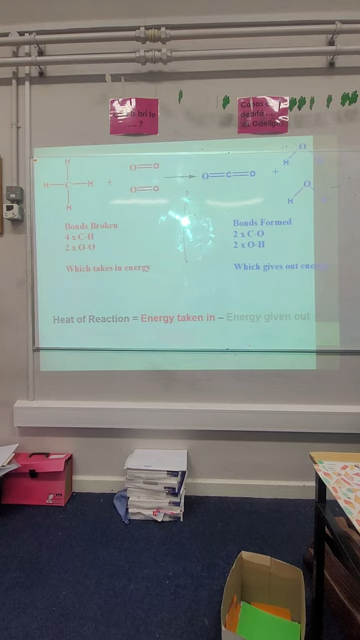 H
O=O
H—C—H + → O=C=O +
O=O
H
O
H
O
H
Bonds Broken
4 x C-H
2 x O-O
Which takes in energy
Bonds Formed
2 x C-O
2 x O-H
Which gives out
Heat of Reaction = Energy taken in – Energy given out